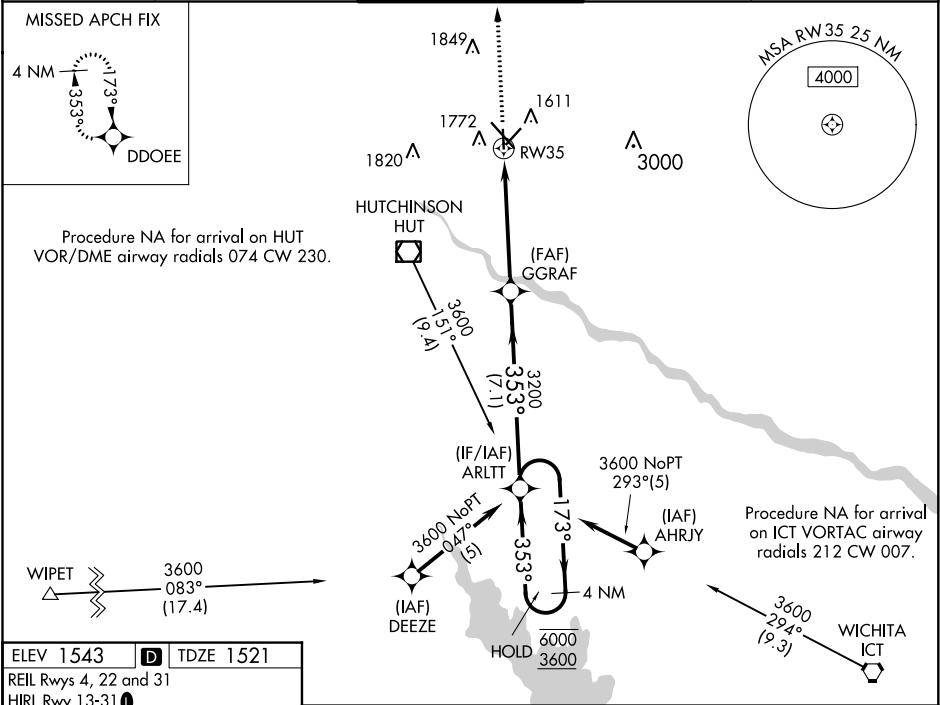 MISSED APCH FIX
4 NM
353°
173°
DDOEE
1849
1611
1772
RW35
1820
3000
MSA RW35 25 NM
4000
HUTCHINSON
HUT
Procedure NA for arrival on HUT
VOR/DME airway radials 074 CW 230.
(FAF)
GGRAF
3600
151°
(9.4)
3200
353°
(7.1)
(IF/IAF)
ARLTT
3600 NoPT
293°(5)
(IAF)
AHRJY
Procedure NA for arrival
on ICT VORTAC airway
radials 212 CW 007.
3600 NoPT
047°
(5)
353°
173°
4 NM
WIPET
3600
083°
(17.4)
(IAF)
DEEZE
HOLD
6000
3600
3600
294°
(9.3)
WICHITA
ICT
ELEV 1543
D
TDZE 1521
REIL Rwys 4, 22 and 31
HIRL Rwy 13-31 L